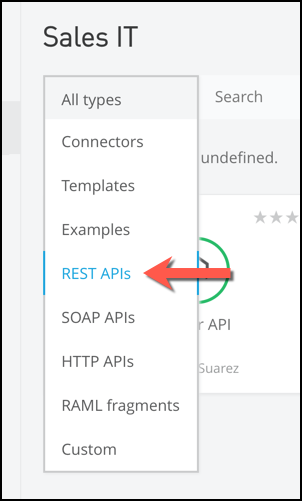 Sales IT
All types
Search
Connectors
Templates
undefined.
Examples
REST APIs
SOAP APIs
r API
HTTP APIs
Suarez
RAML fragments
Custom